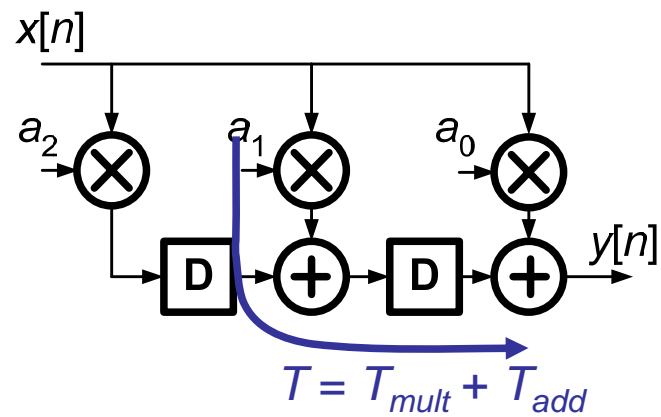 x[n]
a2 a1 a0
D + D + y[n]
T = Tmult + Tadd